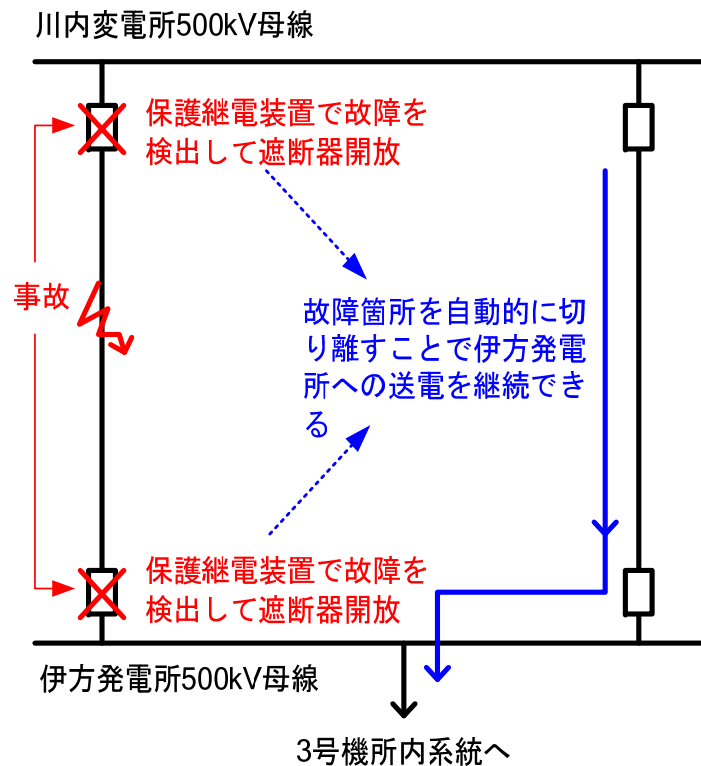 川内変電所500kV母線
保護継電装置で故障を
検出して遮断器開放
事故
故障箇所を自動的に切
り離すことで伊方発電
所への送電を継続でき
る
保護継電装置で故障を
検出して遮断器開放
伊方発電所500kV母線
3号機所内系統へ